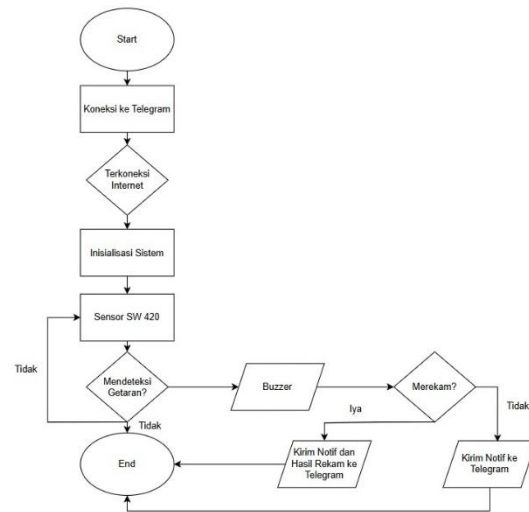 Start
Koneksi ke Telegram
Terkoneksi
Internet
Inisialisasi Sistem
Sensor SW 420
Tidak
Mendeteksi
Getaran?
Buzzer
Merekam?
Iya
Tidak
Tidak
End
Kirim Notif dan
Hasil Rekam ke
Telegram
Kirim Notif ke
Telegram